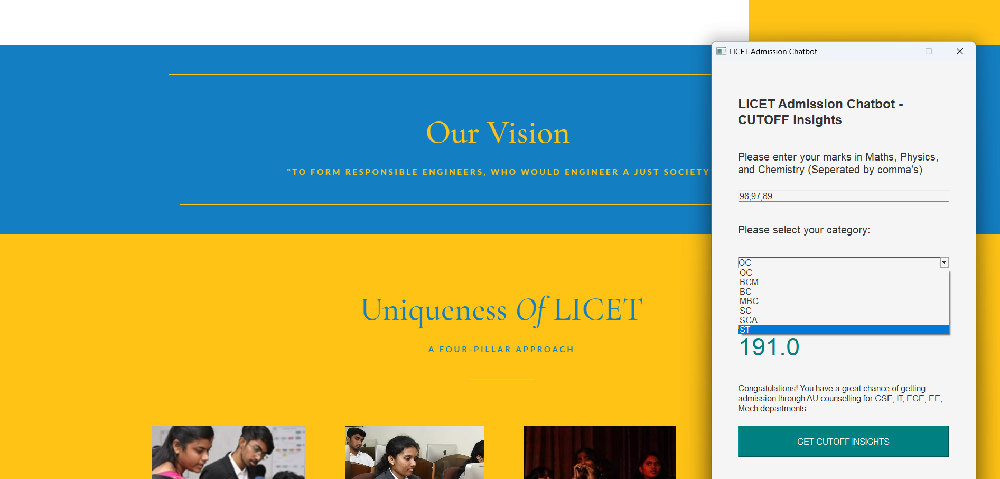 Our Vision
"TO FORM RESPONSIBLE ENGINEERS, WHO WOULD ENGINEER A JUST SOCIETY
Uniqueness Of LICET
A FOUR-PILLAR APPROACH
LICET Admission Chatbot
LICET Admission Chatbot -
CUTOFF Insights
Please enter your marks in Maths, Physics,
and Chemistry (Seperated by comma's)
98,97,89
Please select your category:
OC
OC
BCM
BC
MBC
SC
SCA
ST
191.0
Congratulations! You have a great chance of getting
admission through AU counselling for CSE, IT, ECE, EE,
Mech departments.
GET CUTOFF INSIGHTS